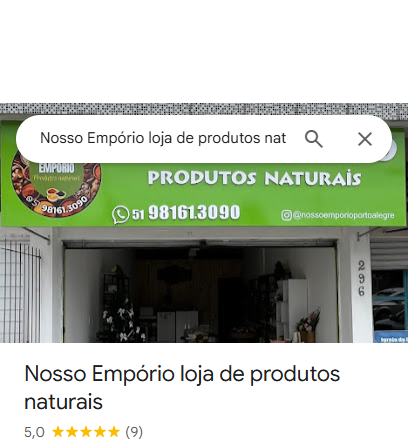 Nosso Empório loja de produtos nat
EMPÓRIO
Produtos naturais
98161.3090
PRODUTOS NATURAIS
51 98161.3090
@nossoemporioportoalegre
296
Nosso Empório loja de produtos
naturais
5,0 (9)